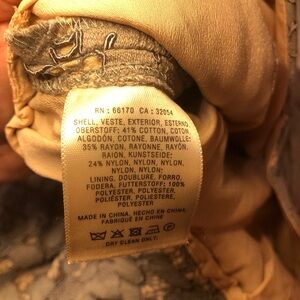 RN : 66170 CA : 32054
SHELL, VESTE, EXTERIOR, ESTERNO
OBERSTOFF: 41% COTTON, COTON
ALGODÓN, COTONE, BAUMWOLLE:
35% RAYON, RAYONNE, RAYÓN
RAION, KUNSTSEIDE;
24% NYLON, NYLON, NYLON,
NYLON, NYLON;
LINING, DOUBLURE, FORRO,
FODERA, FUTTERSTOFF: 100%
POLYESTER, POLYESTER,
POLIÉSTER, POLIESTERE,
POLYESTER
MADE IN CHINA, HECHO EN CHINA,
FABRIQUÉ EN CHINE
DRY CLEAN ONLY;